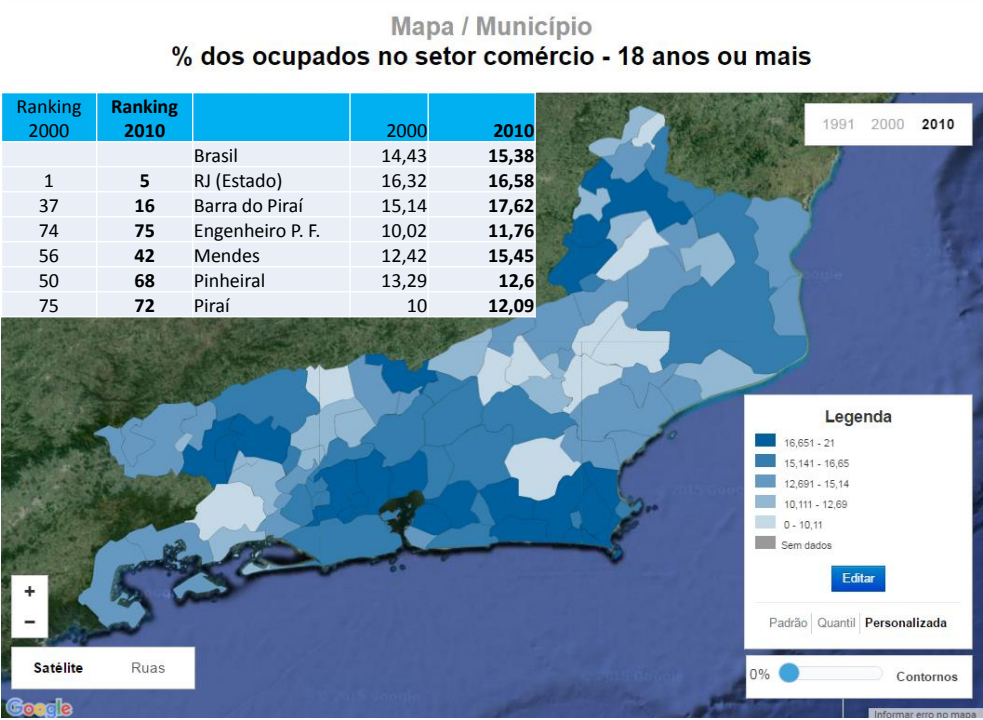 Mapa / Município
% dos ocupados no setor comércio - 18 anos ou mais
Ranking 2000 Ranking 2010 2000 2010
Brasil 14,43 15,38
1 5 RJ (Estado) 16,32 16,58
37 16 Barra do Piraí 15,14 17,62
74 75 Engenheiro P. F. 10,02 11,76
56 42 Mendes 12,42 15,45
50 68 Pinheiral 13,29 12,6
75 72 Piraí 10 12,09
1991 2000 2010
Legenda
16,651 - 21
15,141 - 16,65
12,691 - 15,14
10,111 - 12,69
0 - 10,11
Sem dados
Editar
Padrão Quantil Personalizada
0% Contornos
+
−
Satélite Ruas
Google
Informar erro no mapa